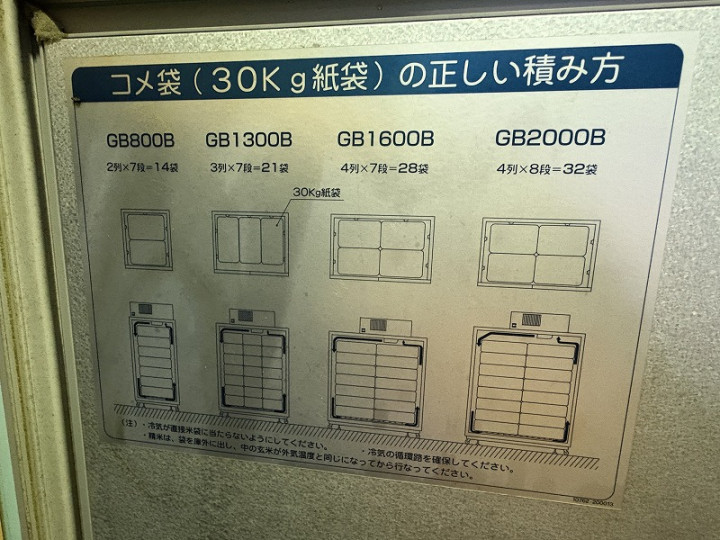 コメ袋（30Kg紙袋）の正しい積み方
GB800B GB1300B GB1600B GB2000B
2列×7段=14袋 3列×7段=21袋 4列×7段=28袋 4列×8段=32袋
30Kg紙袋
（注）・冷気が直接米袋に当たらないようにしてください。 ・冷気の循環路を確保してください。
・精米は、袋を庫外に出し、中の玄米が外気温度と同じになってから行なってください。